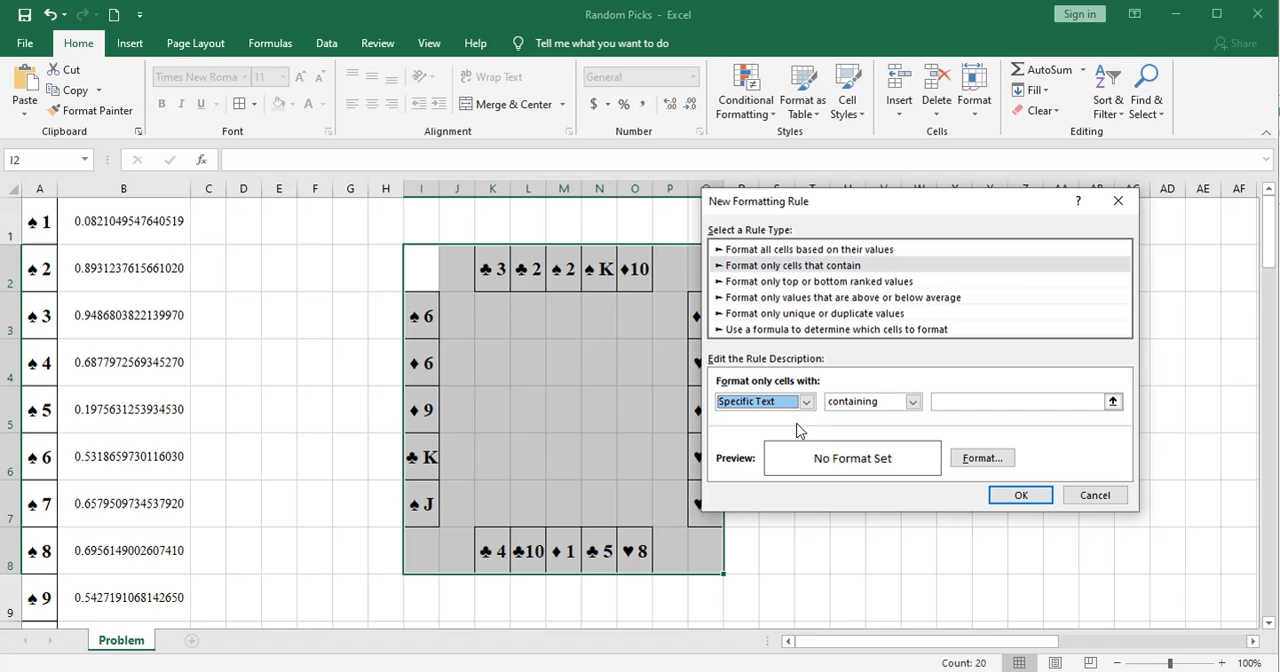 Random Picks - Excel
Sign in
File Home Insert Page Layout Formulas Data Review View Help Tell me what you want to do Share
Paste Cut Copy Format Painter
Times New Roma 11
B I U A
Wrap Text
Merge & Center
General
$ % ,
Conditional Formatting Format as Table Cell Styles
Insert Delete Format
AutoSum Fill Clear
Sort & Filter Find & Select
Clipboard Font Alignment Number Styles Cells Editing
I2 fx
A B C D E F G H I J K L M N O P AD AE AF
1 ♠ 1 0.0821049547640519
2 ♠ 2 0.8931237615661020 ♣ 3 ♣ 2 ♠ 2 ♠ K ♦10
3 ♠ 3 0.9486803822139970 ♠ 6 ♦
4 ♠ 4 0.6877972569345270 ♦ 6 ♥
5 ♠ 5 0.1975631253934530 ♦ 9 ♦
6 ♠ 6 0.5318659730116030 ♣ K ♥
7 ♠ 7 0.6579509734537920 ♠ J ♥
8 ♠ 8 0.6956149002607410 ♣ 4 ♣10 ♦ 1 ♣ 5 ♥ 8
9 ♠ 9 0.5427191068142650
New Formatting Rule ?
Select a Rule Type:
► Format all cells based on their values
► Format only cells that contain
► Format only top or bottom ranked values
► Format only values that are above or below average
► Format only unique or duplicate values
► Use a formula to determine which cells to format
Edit the Rule Description:
Format only cells with:
Specific Text containing
Preview: No Format Set Format...
OK Cancel
Problem
Count: 20 100%